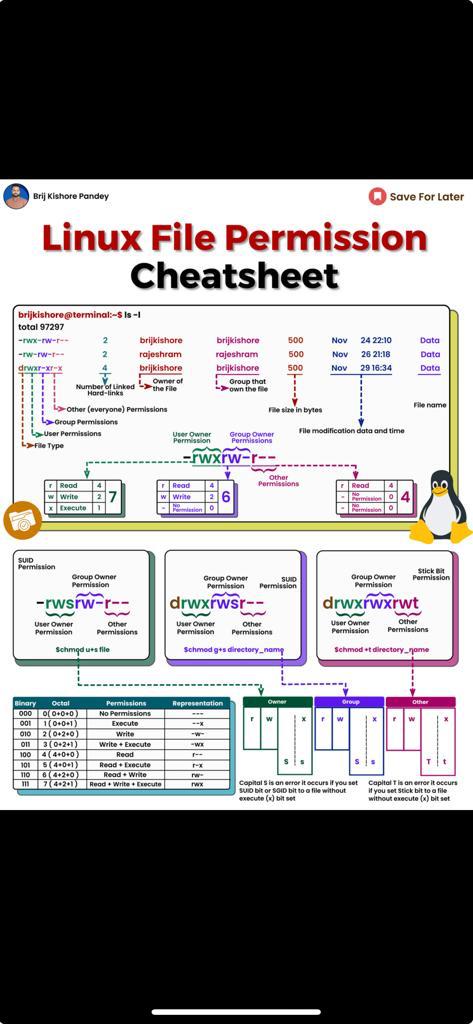 Brij Kishore Pandey
Save For Later
Linux File Permission
Cheatsheet
brijkishore@terminal:~$ ls -l
total 97297
-rwx-rw-r-- 2 brijkishore brijkishore 500 Nov 24 22:10 Data
-rw-rw-r-- 2 rajeshram rajeshram 500 Nov 26 21:18 Data
drwxr-xr-x 4 brijkishore brijkishore 500 Nov 29 16:34 Data
Number of Linked
Hard-links
Owner of
the File
Group that
own the file
File size in bytes
File name
File modification data and time
Other (everyone) Permissions
Group Permissions
User Permissions
File Type
User Owner
Permission
Group Owner
Permissions
-rwxrw-r--
Other
Permissions
r Read 4
w Write 2
x Execute 1
7
r Read 4
w Write 2
- No Permission 0
6
r Read 4
- No Permission 0
- No Permission 0
4
SUID
Permission
Group Owner
Permission
-rwsrw-r--
User Owner
Permission
Other
Permissions
$chmod u+s file
Group Owner
Permission
SUID
Permission
drwxrwsr--
User Owner
Permission
Other
Permissions
$chmod g+s directory_name
Stick Bit
Permission
Group Owner
Permission
drwxrwxrwt
User Owner
Permission
Other
Permissions
$chmod +t directory_name
Binary Octal Permissions Representation
000 0 ( 0+0+0 ) No Permissions ---
001 1 ( 0+0+1 ) Execute --x
010 2 ( 0+2+0 ) Write -w-
011 3 ( 0+2+1 ) Write + Execute -wx
100 4 ( 4+0+0 ) Read r--
101 5 ( 4+0+1 ) Read + Execute r-x
110 6 ( 4+2+0 ) Read + Write rw-
111 7 ( 4+2+1 ) Read + Write + Execute rwx
Owner Group Other
r w x r w x r w x
S s S s T t
Capital S is an error it occurs if you set
SUID bit or SGID bit to a file without
execute (x) bit set
Capital T is an error it occurs
if you set Stick bit to a file
without execute (x) bit set